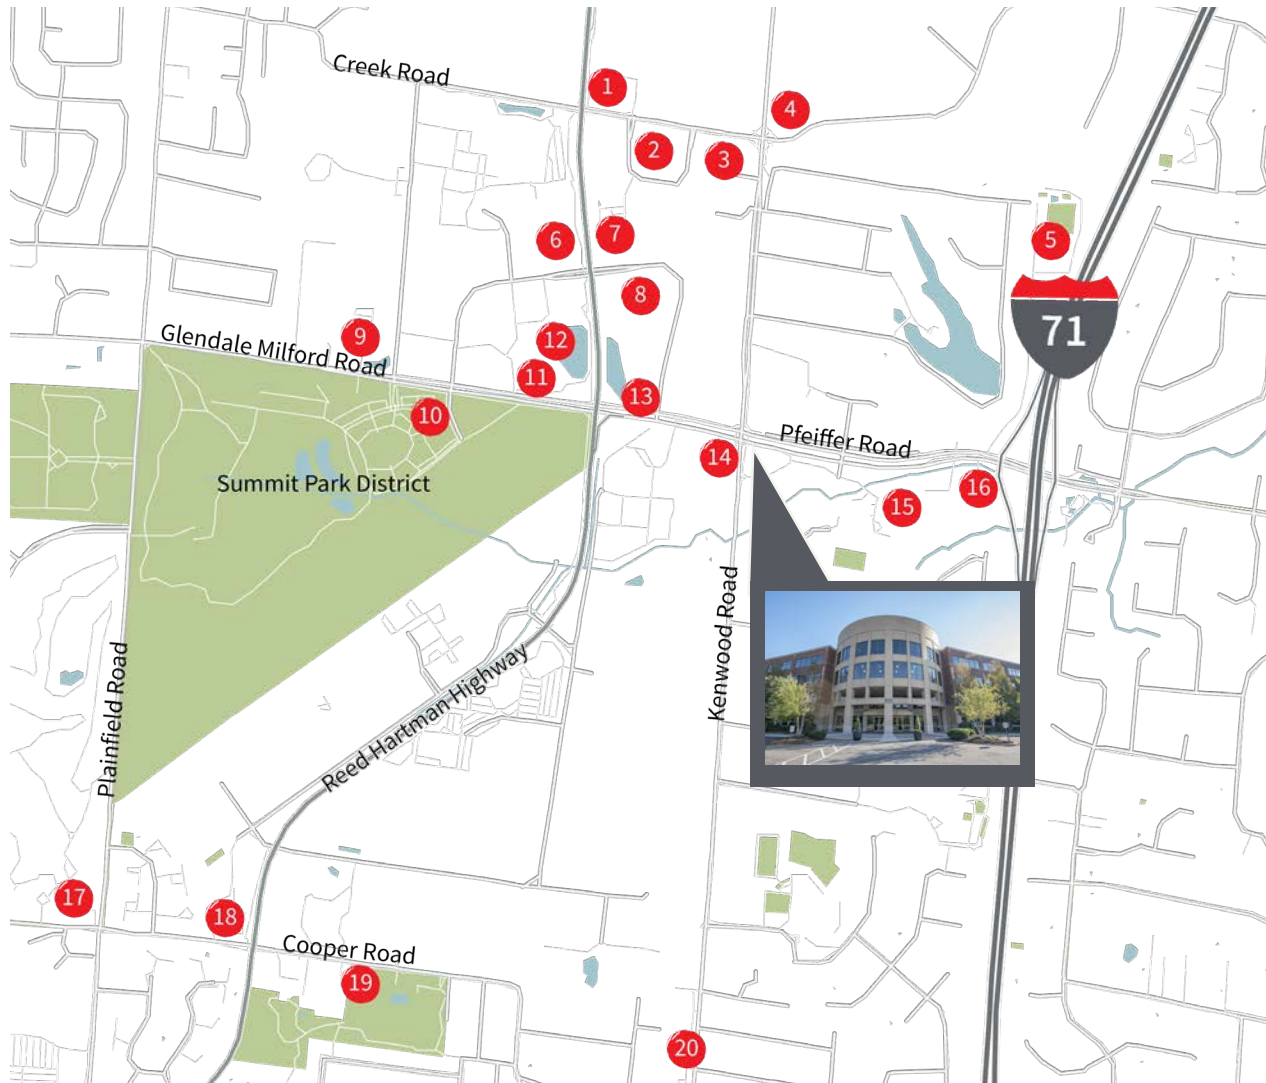 Creek Road
1
4
2
3
5
7
6
8
71
9
12
Glendale Milford Road
11
13
10
Pfeiffer Road
14
Summit Park District
16
15
Kenwood Road
Plainfield Road
Reed Hartman Highway
17
18
Cooper Road
19
20